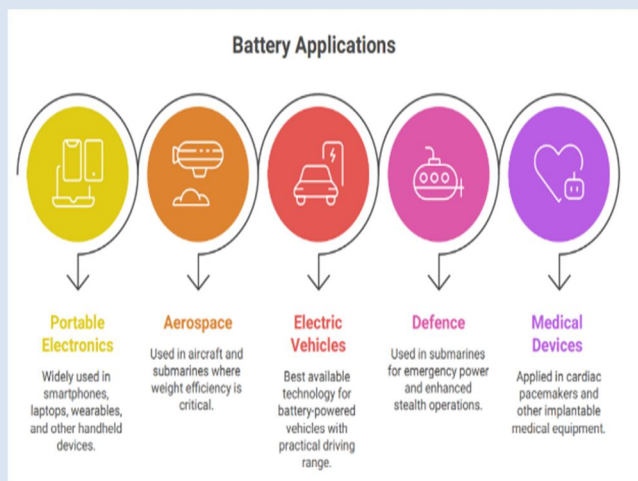 Battery Applications
Portable
Electronics
Widely used in
smartphones,
laptops, wearables,
and other handheld
devices.
Aerospace
Used in aircraft and
submarines where
weight efficiency is
critical.
Electric
Vehicles
Best available
technology for
battery-powered
vehicles with
practical driving
range.
Defence
Used in submarines
for emergency power
and enhanced
stealth operations.
Medical
Devices
Applied in cardiac
pacemakers and
other implantable
medical equipment.